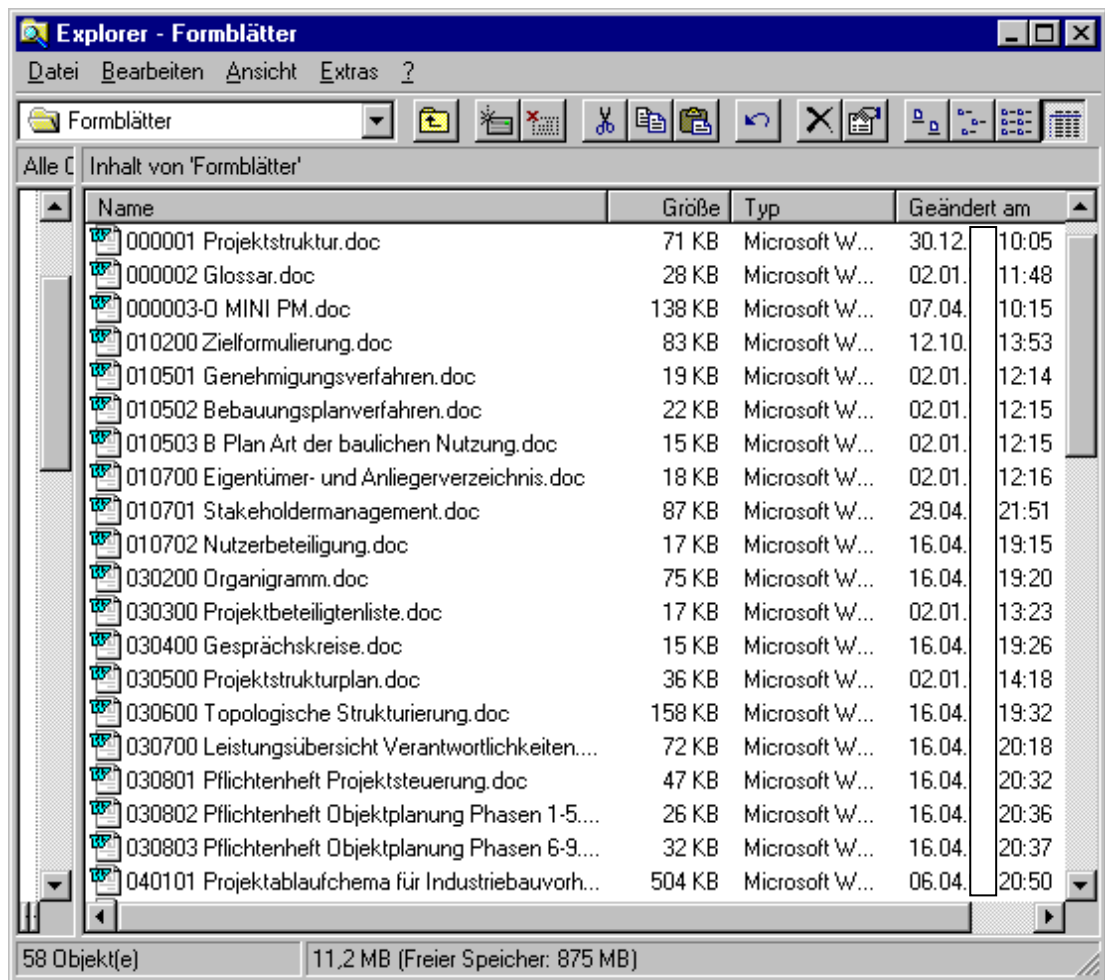 Explorer - Formblätter
Datei Bearbeiten Ansicht Extras ?
Formblätter
Alle Inhalt von 'Formblätter'
Name Größe Typ Geändert am
000001 Projektstruktur.doc 71 KB Microsoft W... 30.12. 10:05
000002 Glossar.doc 28 KB Microsoft W... 02.01. 11:48
000003-0 MINI PM.doc 138 KB Microsoft W... 07.04. 10:15
010200 Zielformulierung.doc 83 KB Microsoft W... 12.10. 13:53
010501 Genehmigungsverfahren.doc 19 KB Microsoft W... 02.01. 12:14
010502 Bebauungsplanverfahren.doc 22 KB Microsoft W... 02.01. 12:15
010503 B Plan Art der baulichen Nutzung.doc 15 KB Microsoft W... 02.01. 12:15
010700 Eigentümer- und Anliegerverzeichnis.doc 18 KB Microsoft W... 02.01. 12:16
010701 Stakeholdermanagement.doc 87 KB Microsoft W... 29.04. 21:51
010702 Nutzerbeteiligung.doc 17 KB Microsoft W... 16.04. 19:15
030200 Organigramm.doc 75 KB Microsoft W... 16.04. 19:20
030300 Projektbeteiligtenliste.doc 17 KB Microsoft W... 02.01. 13:23
030400 Gesprächskreise.doc 15 KB Microsoft W... 16.04. 19:26
030500 Projektstrukturplan.doc 36 KB Microsoft W... 02.01. 14:18
030600 Topologische Strukturierung.doc 158 KB Microsoft W... 16.04. 19:32
030700 Leistungsübersicht Verantwortlichkeiten.... 72 KB Microsoft W... 16.04. 20:18
030801 Pflichtenheft Projektsteuerung.doc 47 KB Microsoft W... 16.04. 20:32
030802 Pflichtenheft Objektplanung Phasen 1-5.... 26 KB Microsoft W... 16.04. 20:36
030803 Pflichtenheft Objektplanung Phasen 6-9.... 32 KB Microsoft W... 16.04. 20:37
040101 Projektablaufchema für Industriebauvorh... 504 KB Microsoft W... 06.04. 20:50
58 Objekt(e) 11,2 MB (Freier Speicher: 875 MB)